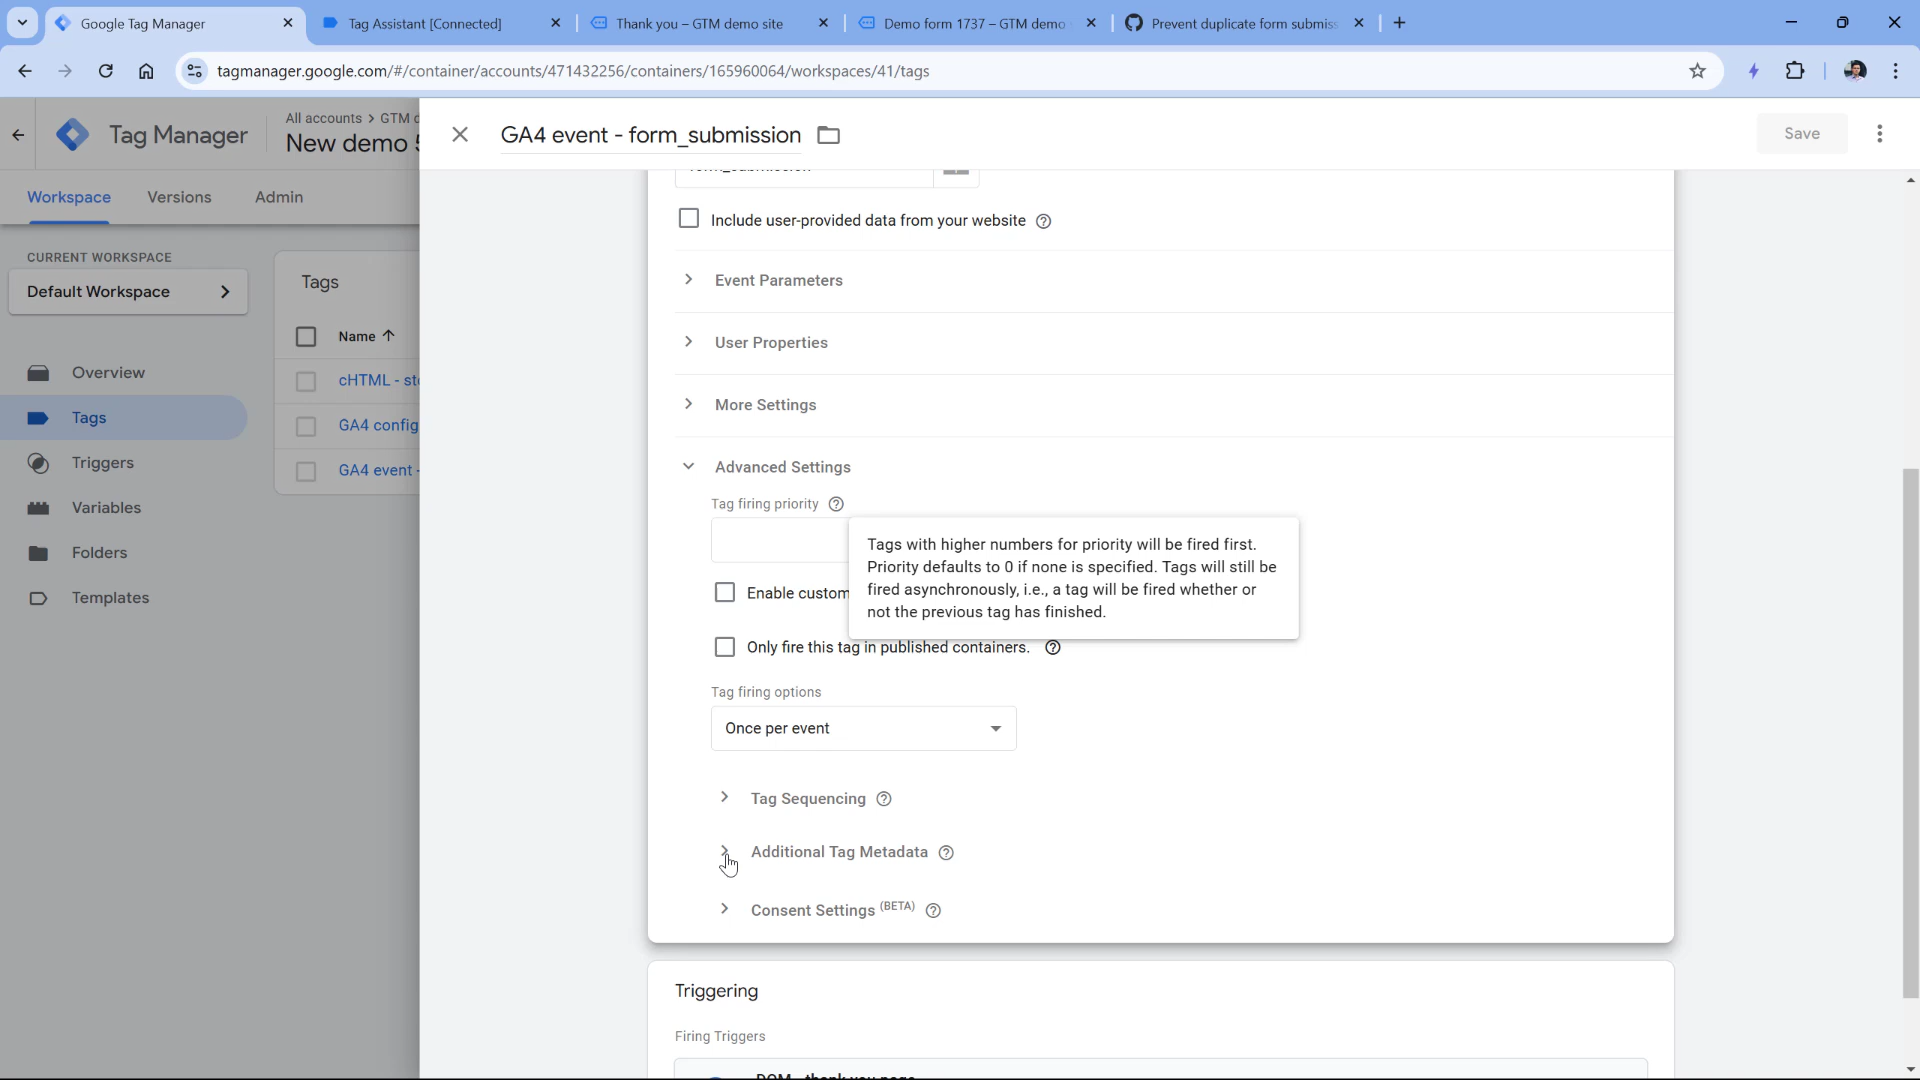 Google Tag Manager
Tag Assistant [Connected]
Thank you – GTM demo site
Demo form 1737 – GTM demo
Prevent duplicate form submiss
tagmanager.google.com/#/container/accounts/471432256/containers/165960064/workspaces/41/tags
Tag Manager
All accounts > GTM
New demo
GA4 event - form_submission
Save
Workspace
Versions
Admin
CURRENT WORKSPACE
Default Workspace
Overview
Tags
Triggers
Variables
Folders
Templates
Tags
Name
cHTML -
GA4 config
GA4 event -
form_submission
Include user-provided data from your website
Event Parameters
User Properties
More Settings
Advanced Settings
Tag firing priority
Tags with higher numbers for priority will be fired first.
Priority defaults to 0 if none is specified. Tags will still be
fired asynchronously, i.e., a tag will be fired whether or
not the previous tag has finished.
Enable custom
Only fire this tag in published containers.
Tag firing options
Once per event
Tag Sequencing
Additional Tag Metadata
Consent Settings (BETA)
Triggering
Firing Triggers
DOM - thank you page